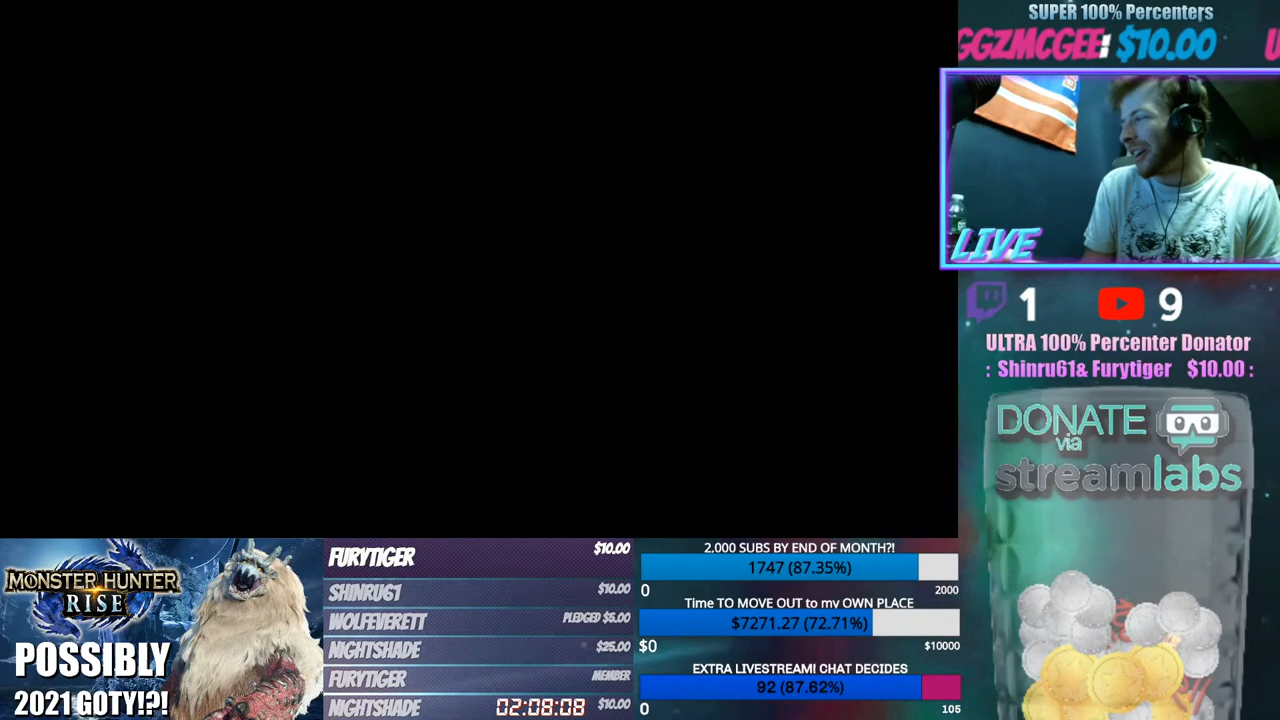 SUPER 100% Percenters
GGZMCGEE: $10.00
LIVE
1
9
ULTRA 100% Percenter Donator
: Shinru61& Furytiger $10.00 :
DONATE
via
streamlabs
MONSTER HUNTER
RISE
POSSIBLY
2021 GOTY!?!
FURYTIGER $10.00
SHINRU61 $10.00
WOLFEVERETT PLEDGED $5.00
NIGHTSHADE $25.00
FURYTIGER MEMBER
NIGHTSHADE 02:08:08 $10.00
2,000 SUBS BY END OF MONTH?!
1747 (87.35%)
0 2000
Time TO MOVE OUT to my OWN PLACE
$7271.27 (72.71%)
$0 $10000
EXTRA LIVESTREAM! CHAT DECIDES
92 (87.62%)
0 105